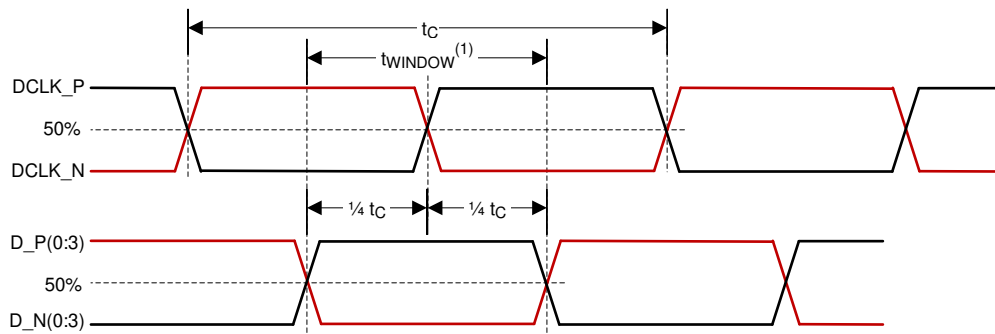 tC
tWINDOW(1)
DCLK_P
50%
DCLK_N
¼ tC
¼ tC
D_P(0:3)
50%
D_N(0:3)